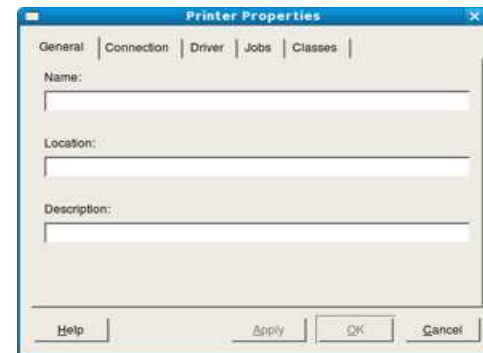 Printer Properties
General Connection Driver Jobs Classes
Name:
Location:
Description:
Help Apply OK Cancel